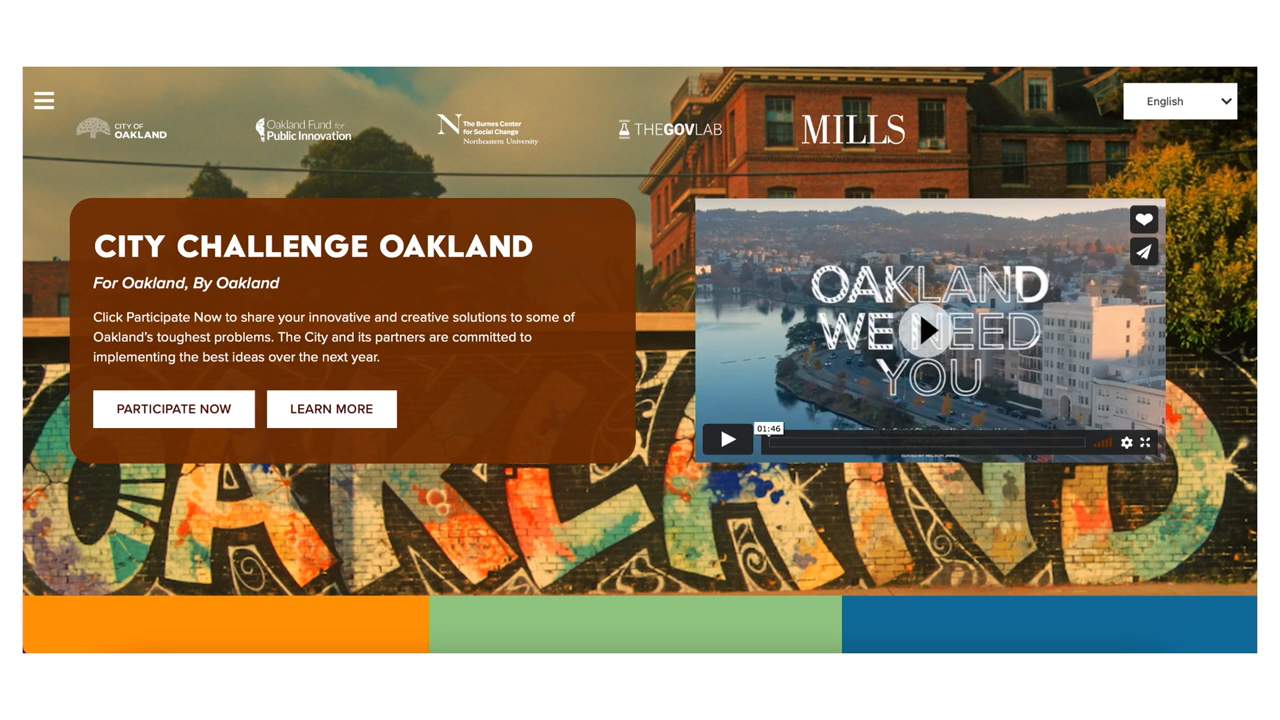 CITY OF
OAKLAND
Oakland Fund for
Public Innovation
N
The Burnes Center
for Social Change
Northeastern University
THEGOVLAB
MILLS
English
CITY CHALLENGE OAKLAND
For Oakland, By Oakland
Click Participate Now to share your innovative and creative solutions to some of
Oakland's toughest problems. The City and its partners are committed to
implementing the best ideas over the next year.
PARTICIPATE NOW
LEARN MORE
OAKLAND
WE NEED
YOU
01:46
OAKLAND